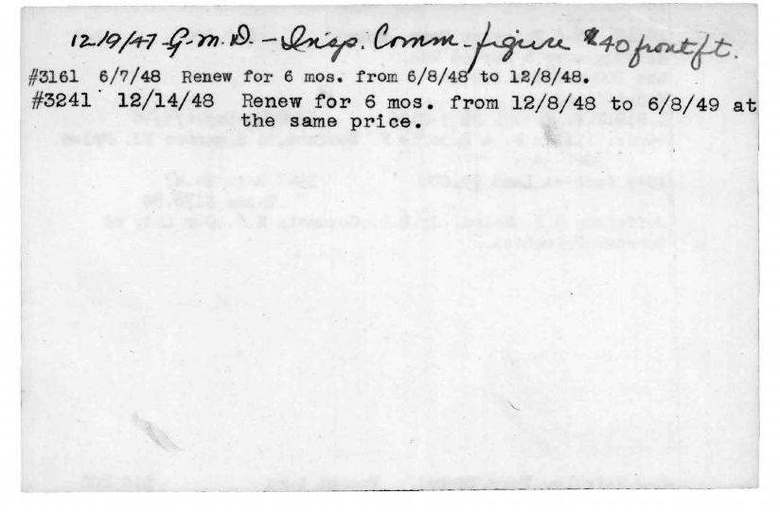 12/9/47 G.M.D. - Insp. Comm. figure $40 front ft.
#3161 6/7/48 Renew for 6 mos. from 6/8/48 to 12/8/48.
#3241 12/14/48 Renew for 6 mos. from 12/8/48 to 6/8/49 at
the same price.